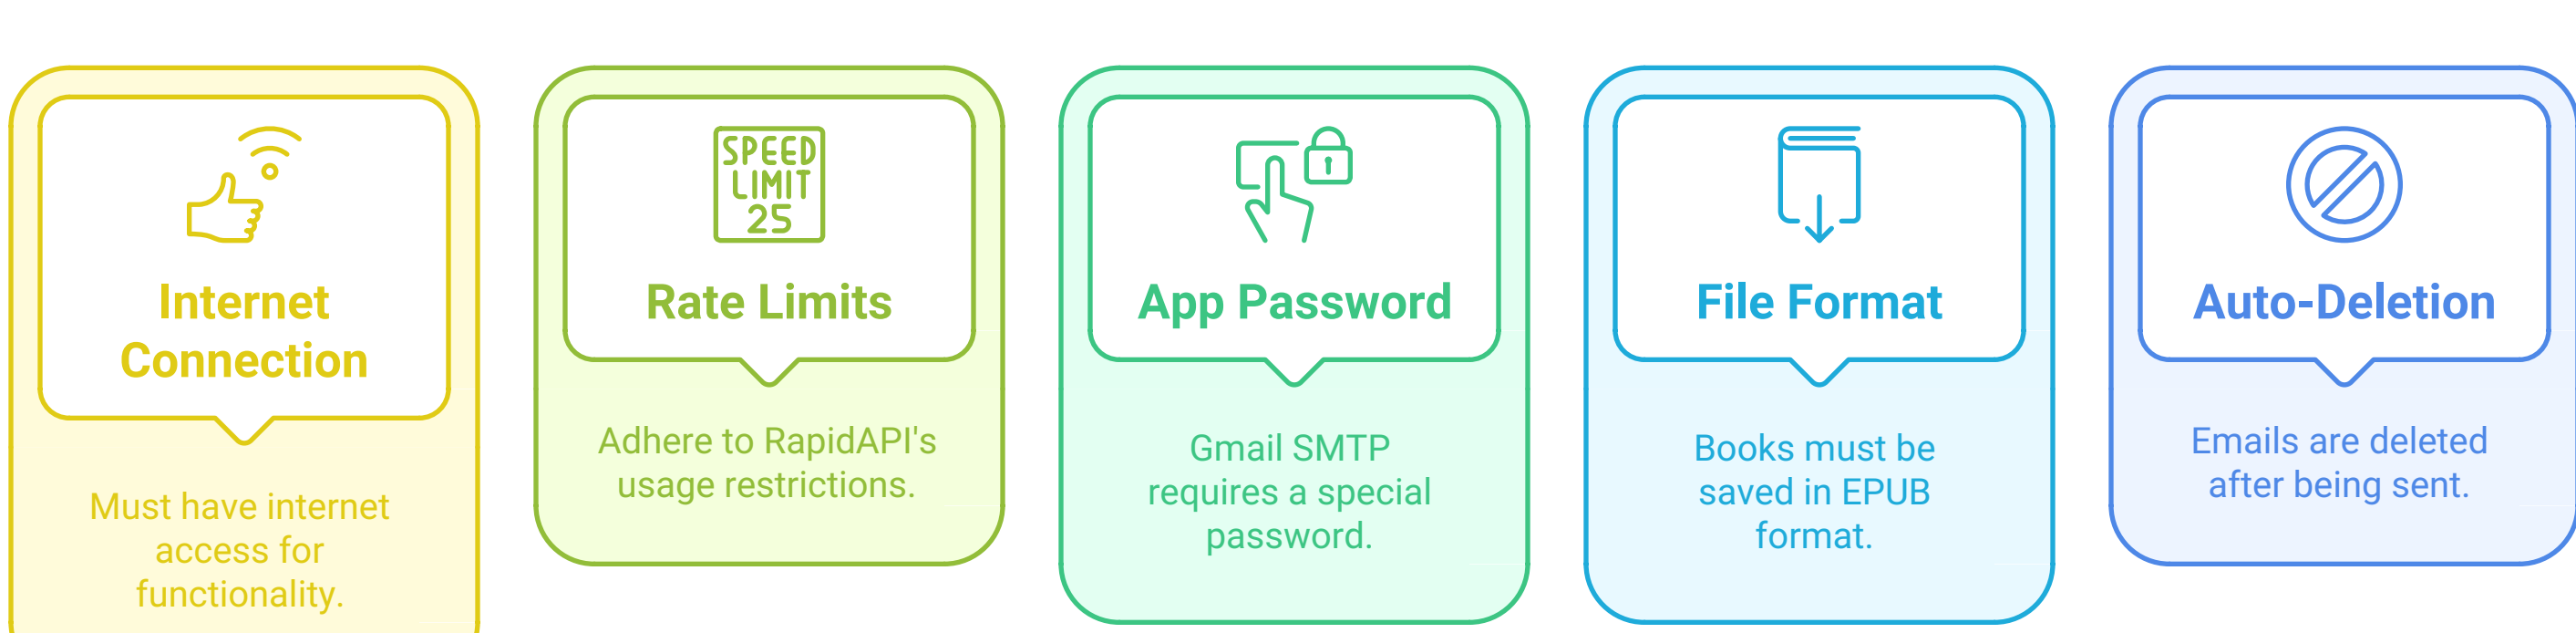 Internet
Connection
Must have internet
access for
functionality.
SPEED
LIMIT
25
Rate Limits
Adhere to RapidAPI's
usage restrictions.
App Password
Gmail SMTP
requires a special
password.
File Format
Books must be
saved in EPUB
format.
Auto-Deletion
Emails are deleted
after being sent.